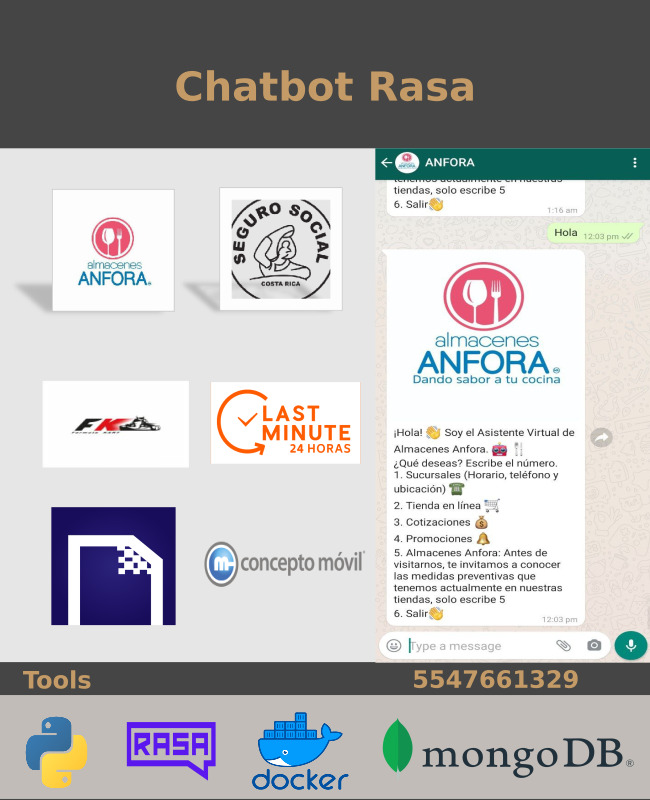 Chatbot Rasa
almacenes
ANFORA®
SEGURO SOCIAL
COSTA RICA
FK
LAST
MINUTE
24 HORAS
concepto móvil
ANFORA
tiendas, solo escribe 5
6. Salir👋
1:16 am
Hola 12:03 pm
almacenes
ANFORA®
Dando sabor a tu cocina
¡Hola! 👋 Soy el Asistente Virtual de
Almacenes Anfora. 🤖 🍴
¿Qué deseas? Escribe el número.
1. Sucursales (Horario, teléfono y
ubicación) ☎
2. Tienda en línea 🛒
3. Cotizaciones 💰
4. Promociones 🔔
5. Almacenes Anfora: Antes de
visitarnos, te invitamos a conocer
las medidas preventivas que
tenemos actualmente en nuestras
tiendas, solo escribe 5
6. Salir👋
12:03 pm
Type a message
Tools
5547661329
RASA
docker
mongoDB®